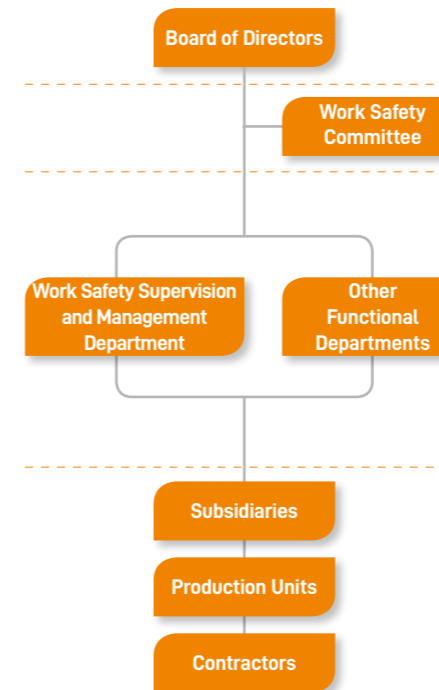 Board of Directors
Work Safety
Committee
Work Safety Supervision
and Management
Department
Other
Functional
Departments
Subsidiaries
Production Units
Contractors